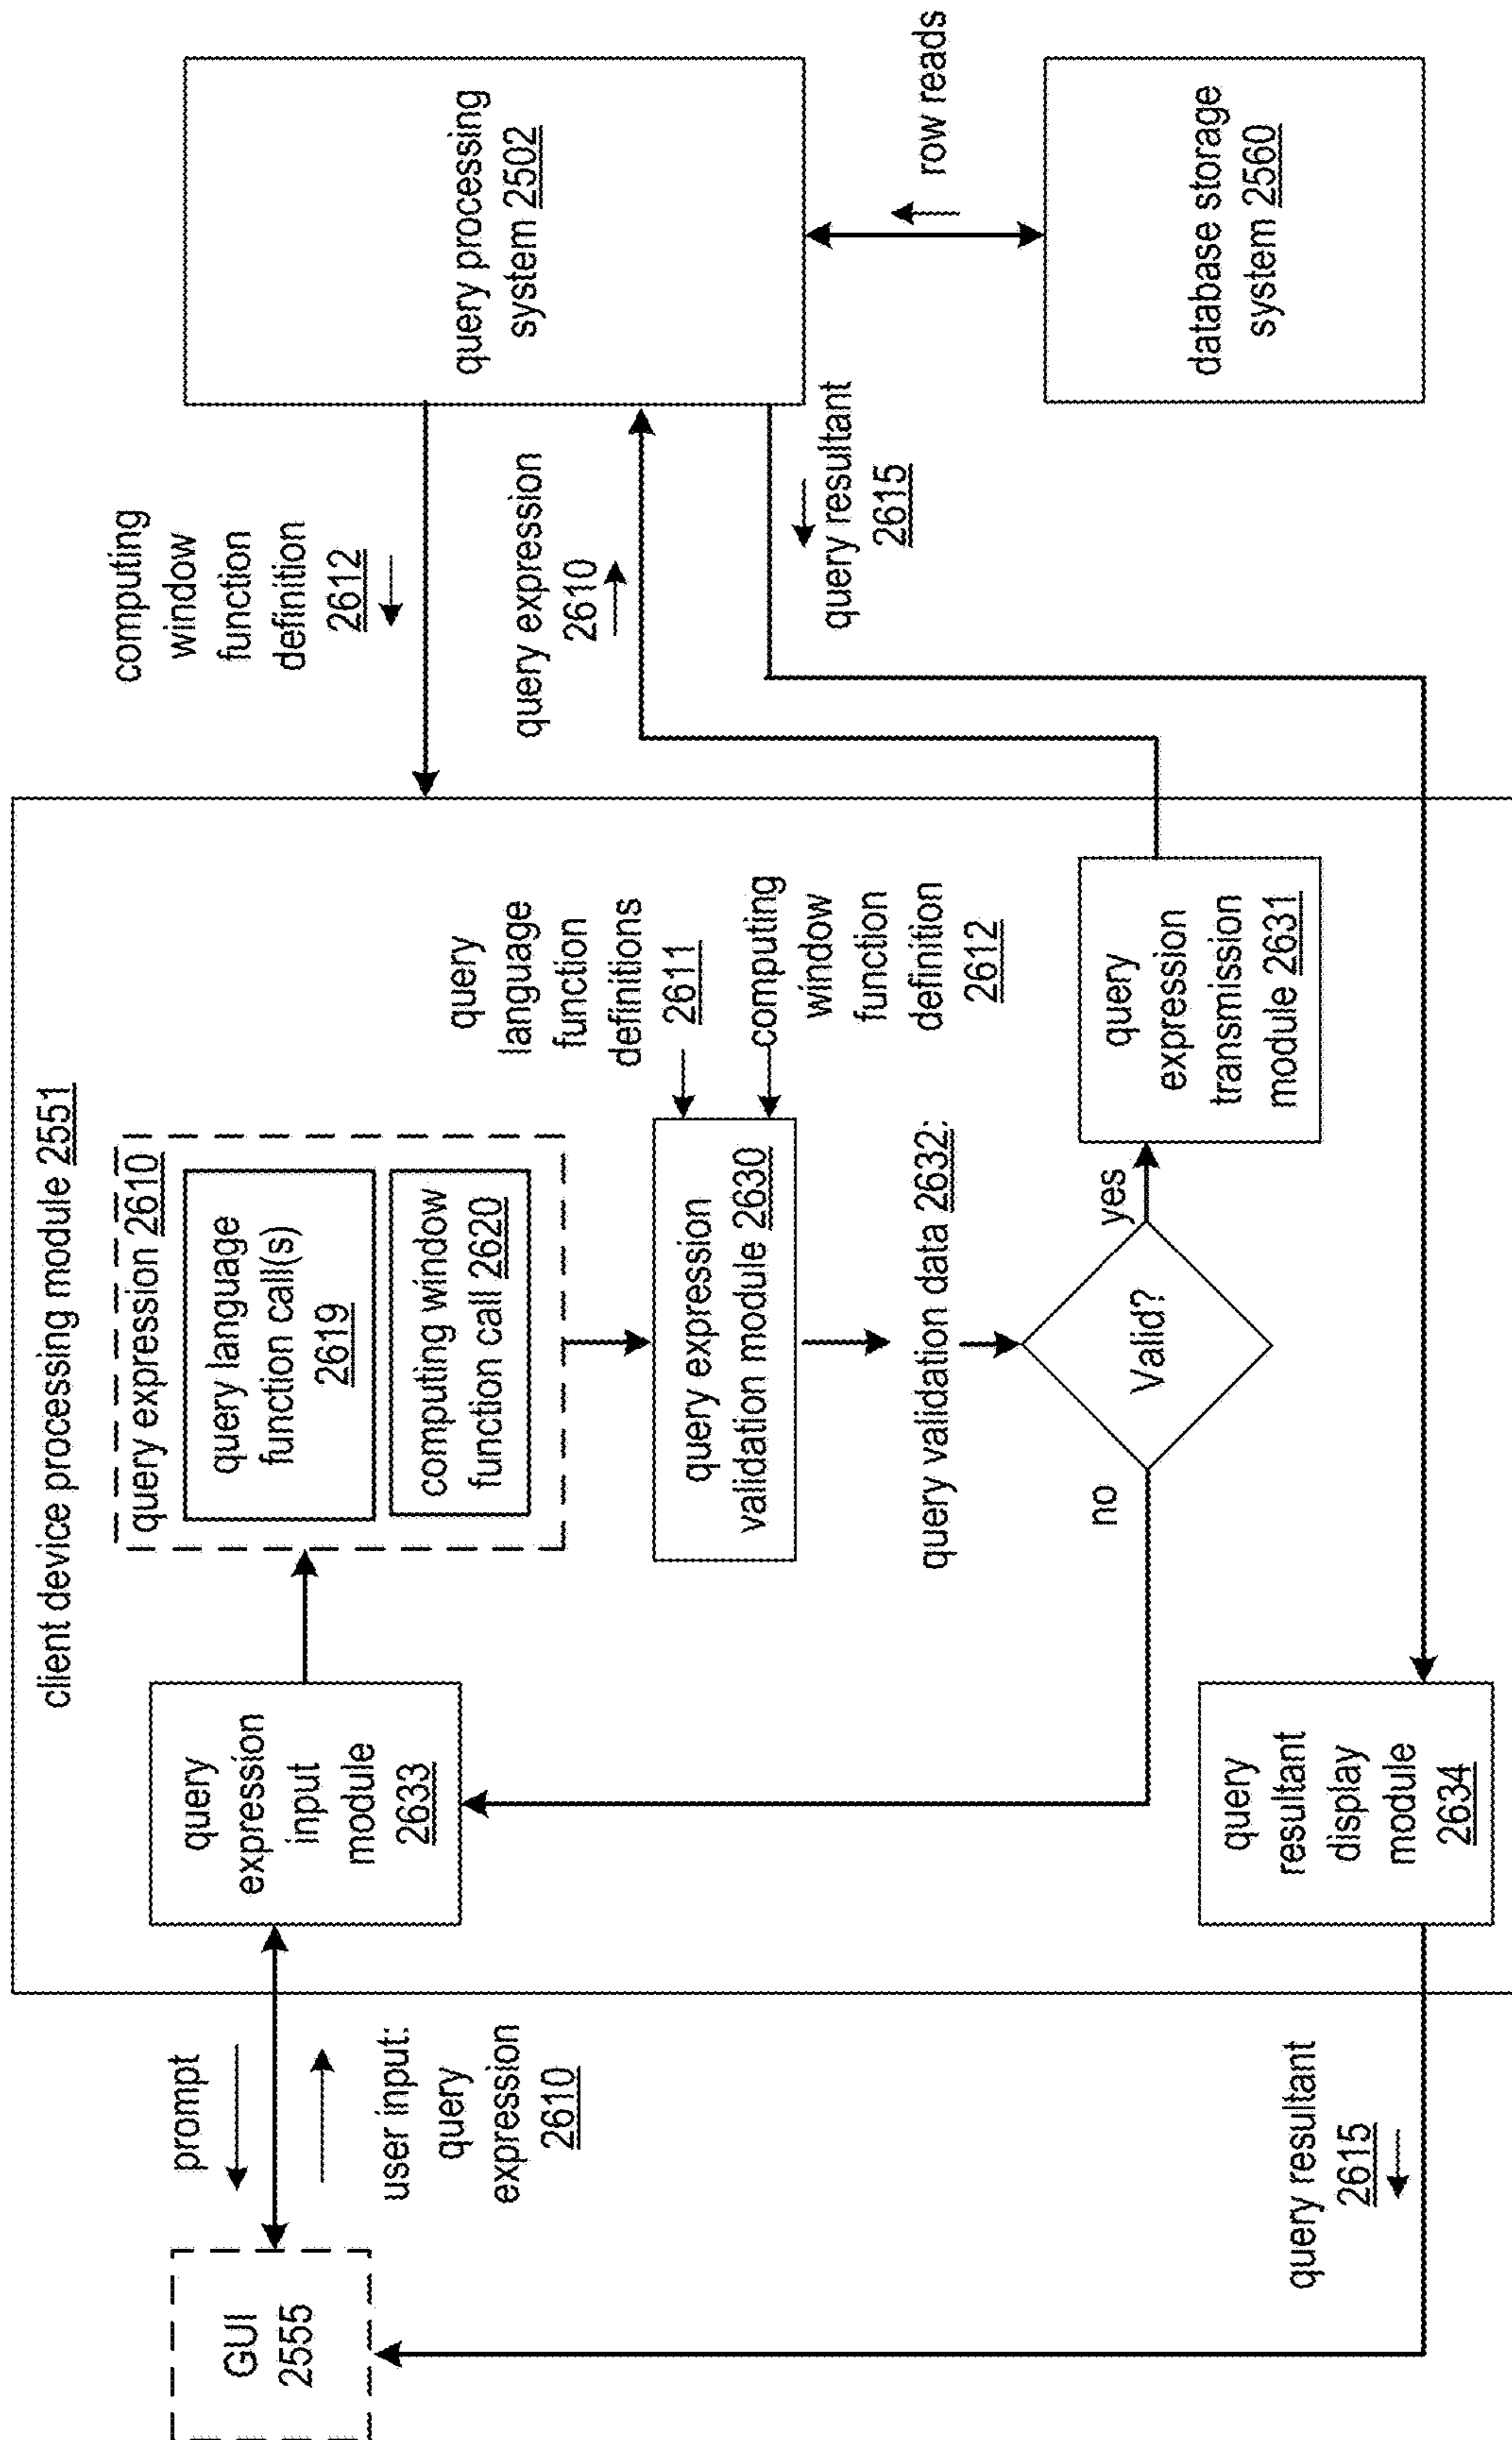 client device processing module 2551
GUI
2555
prompt
user input:
query
expression
2610
query
expression
input
module
2633
query expression 2610
query language
function call(s)
2619
computing window
function call 2620
query
language
function
definitions
2611
computing
window
function
definition
2612
query expression
validation module 2630
query validation data 2632:
Valid?
no
yes
query
expression
transmission
module 2631
query
resultant
display
module
2634
query resultant
2615
computing
window
function
definition
2612
query expression
2610
query resultant
2615
query processing
system 2502
row reads
database storage
system 2560